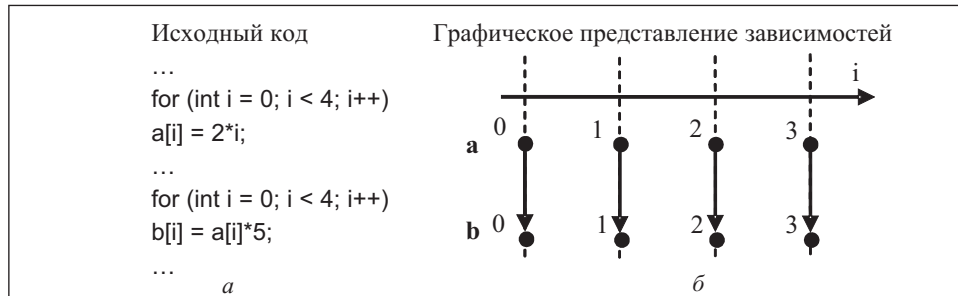 Исходный код
…
for (int i = 0; i < 4; i++)
a[i] = 2*i;
…
for (int i = 0; i < 4; i++)
b[i] = a[i]*5;
…
а
Графическое представление зависимостей
i
0 1 2 3
a
0 1 2 3
b
б